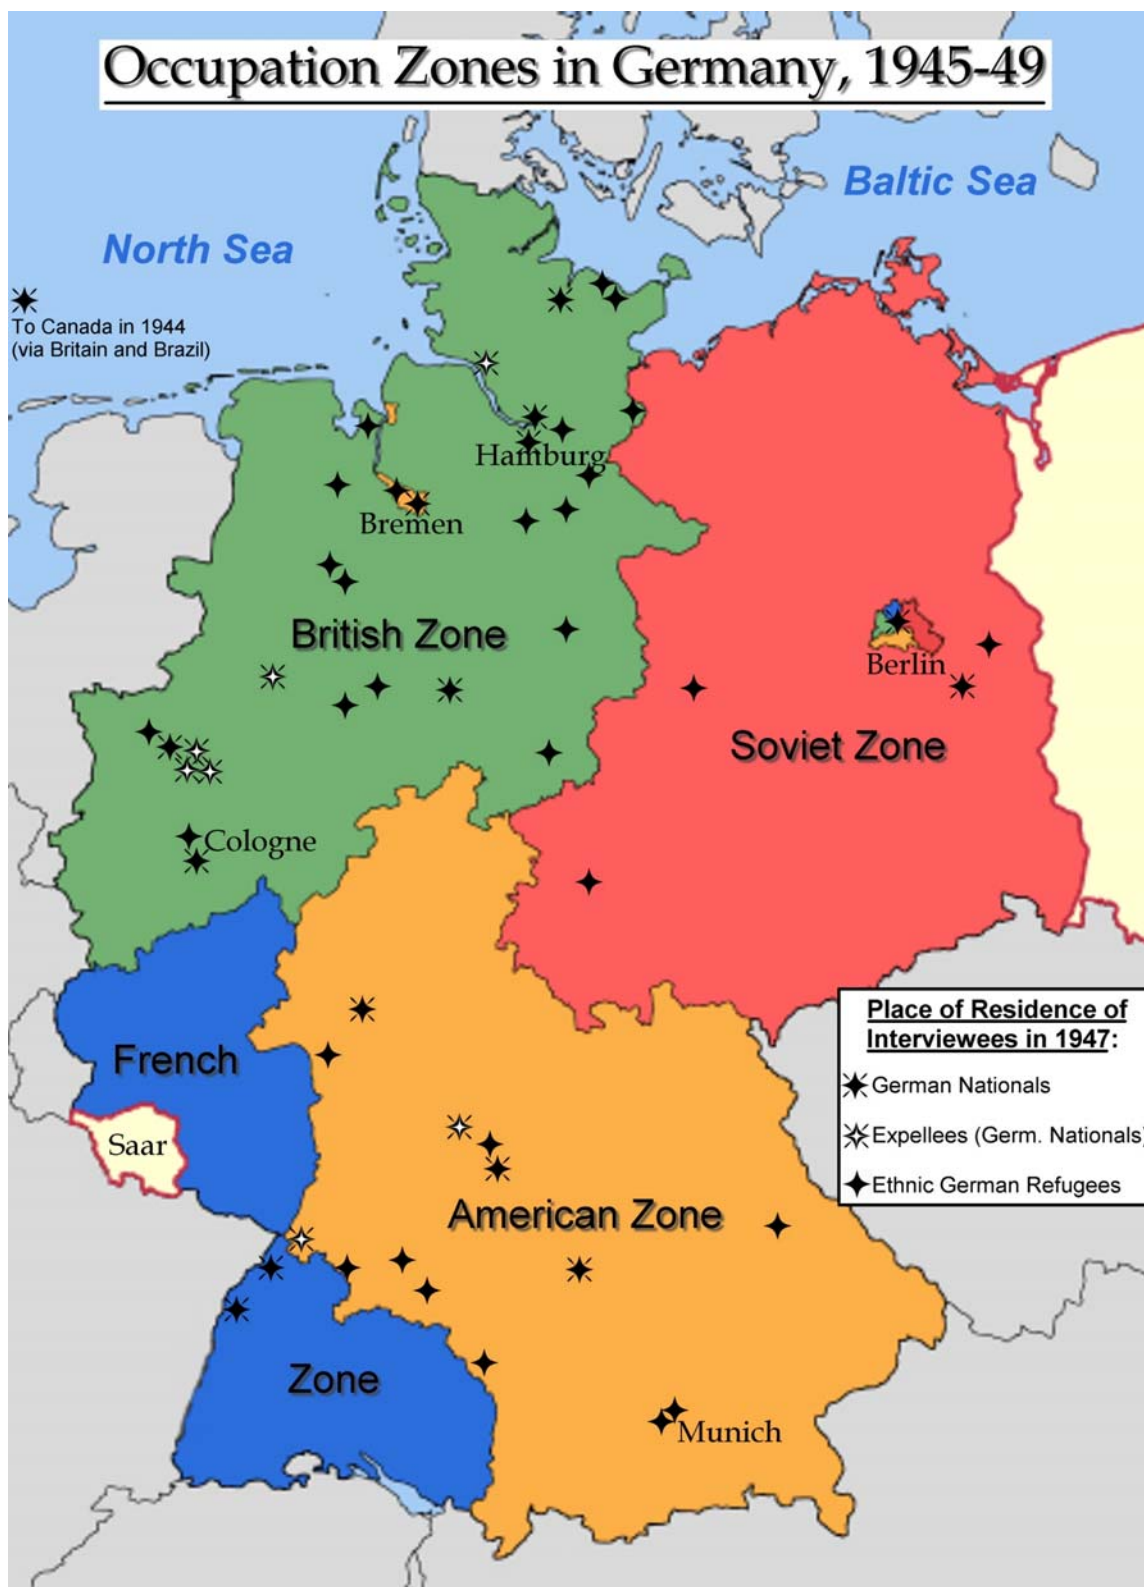 Occupation Zones in Germany, 1945-49
Baltic Sea
North Sea
To Canada in 1944
(via Britain and Brazil)
Hamburg
Bremen
British Zone
Berlin
Soviet Zone
Cologne
Place of Residence of
Interviewees in 1947:
German Nationals
Expellees (Germ. Nationals)
Ethnic German Refugees
French
Saar
American Zone
Zone
Munich